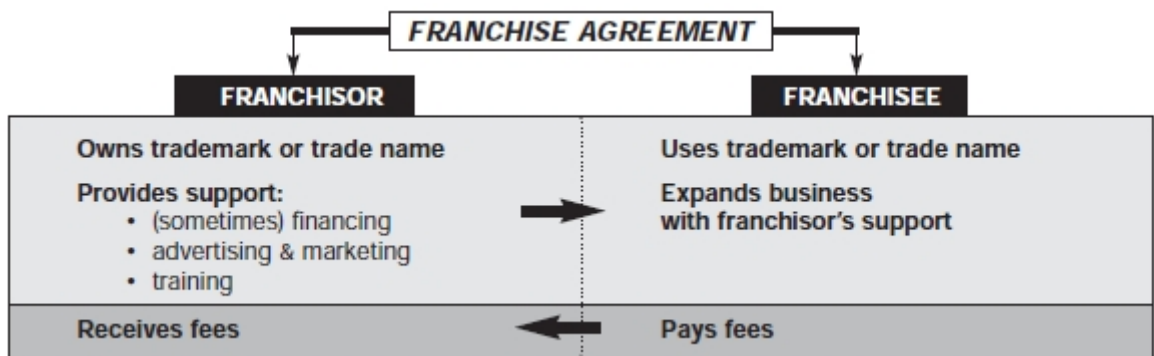 FRANCHISE AGREEMENT
FRANCHISOR
FRANCHISEE
Owns trademark or trade name
Provides support:
• (sometimes) financing
• advertising & marketing
• training
Uses trademark or trade name
Expands business
with franchisor's support
Receives fees
Pays fees